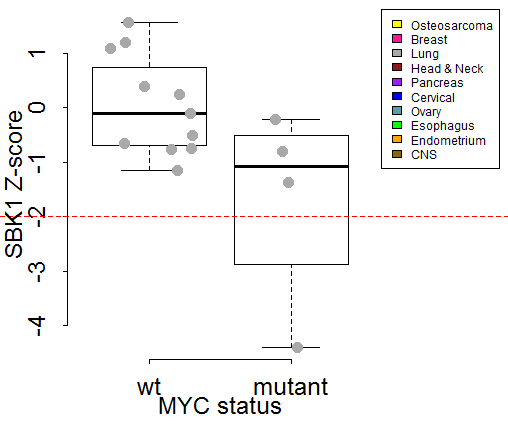 SBK1 Z-score
1
0
-1
-2
-3
-4
wt mutant
MYC status
Osteosarcoma
Breast
Lung
Head & Neck
Pancreas
Cervical
Ovary
Esophagus
Endometrium
CNS